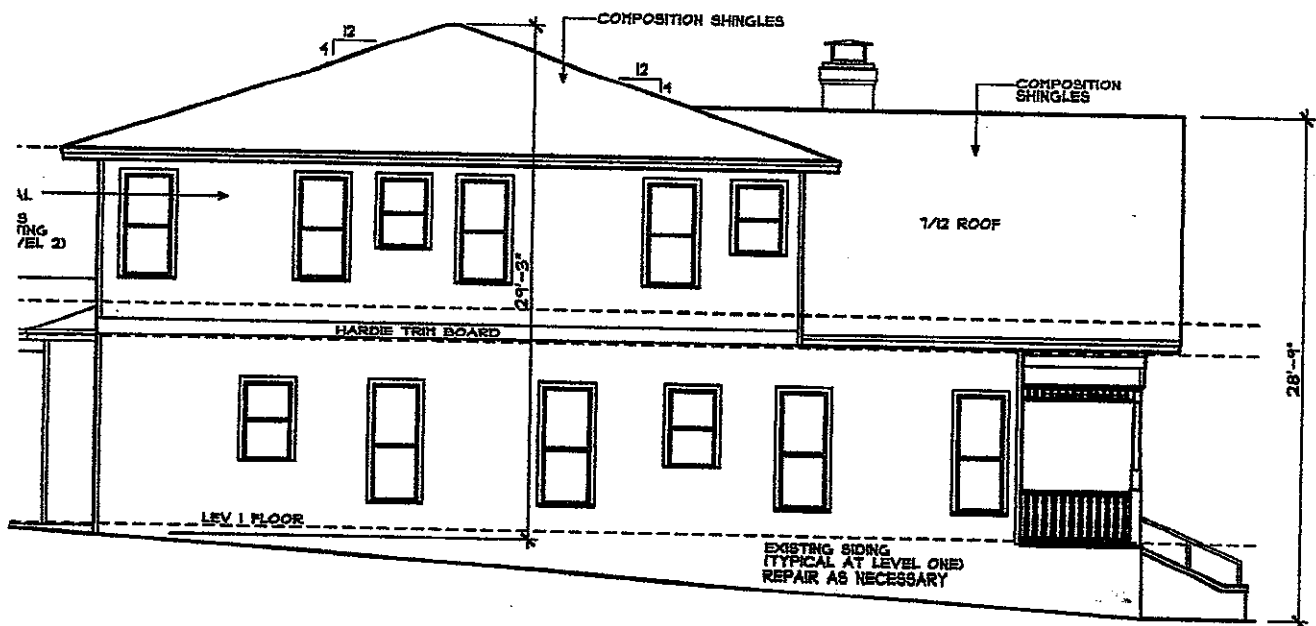 COMPOSITION SHINGLES
12
4
12
4
COMPOSITION
SHINGLES
7/12 ROOF
29'-3"
28'-9"
HARDIE TRIM BOARD
LEV 1 FLOOR
EXISTING SIDING
(TYPICAL AT LEVEL ONE)
REPAIR AS NECESSARY